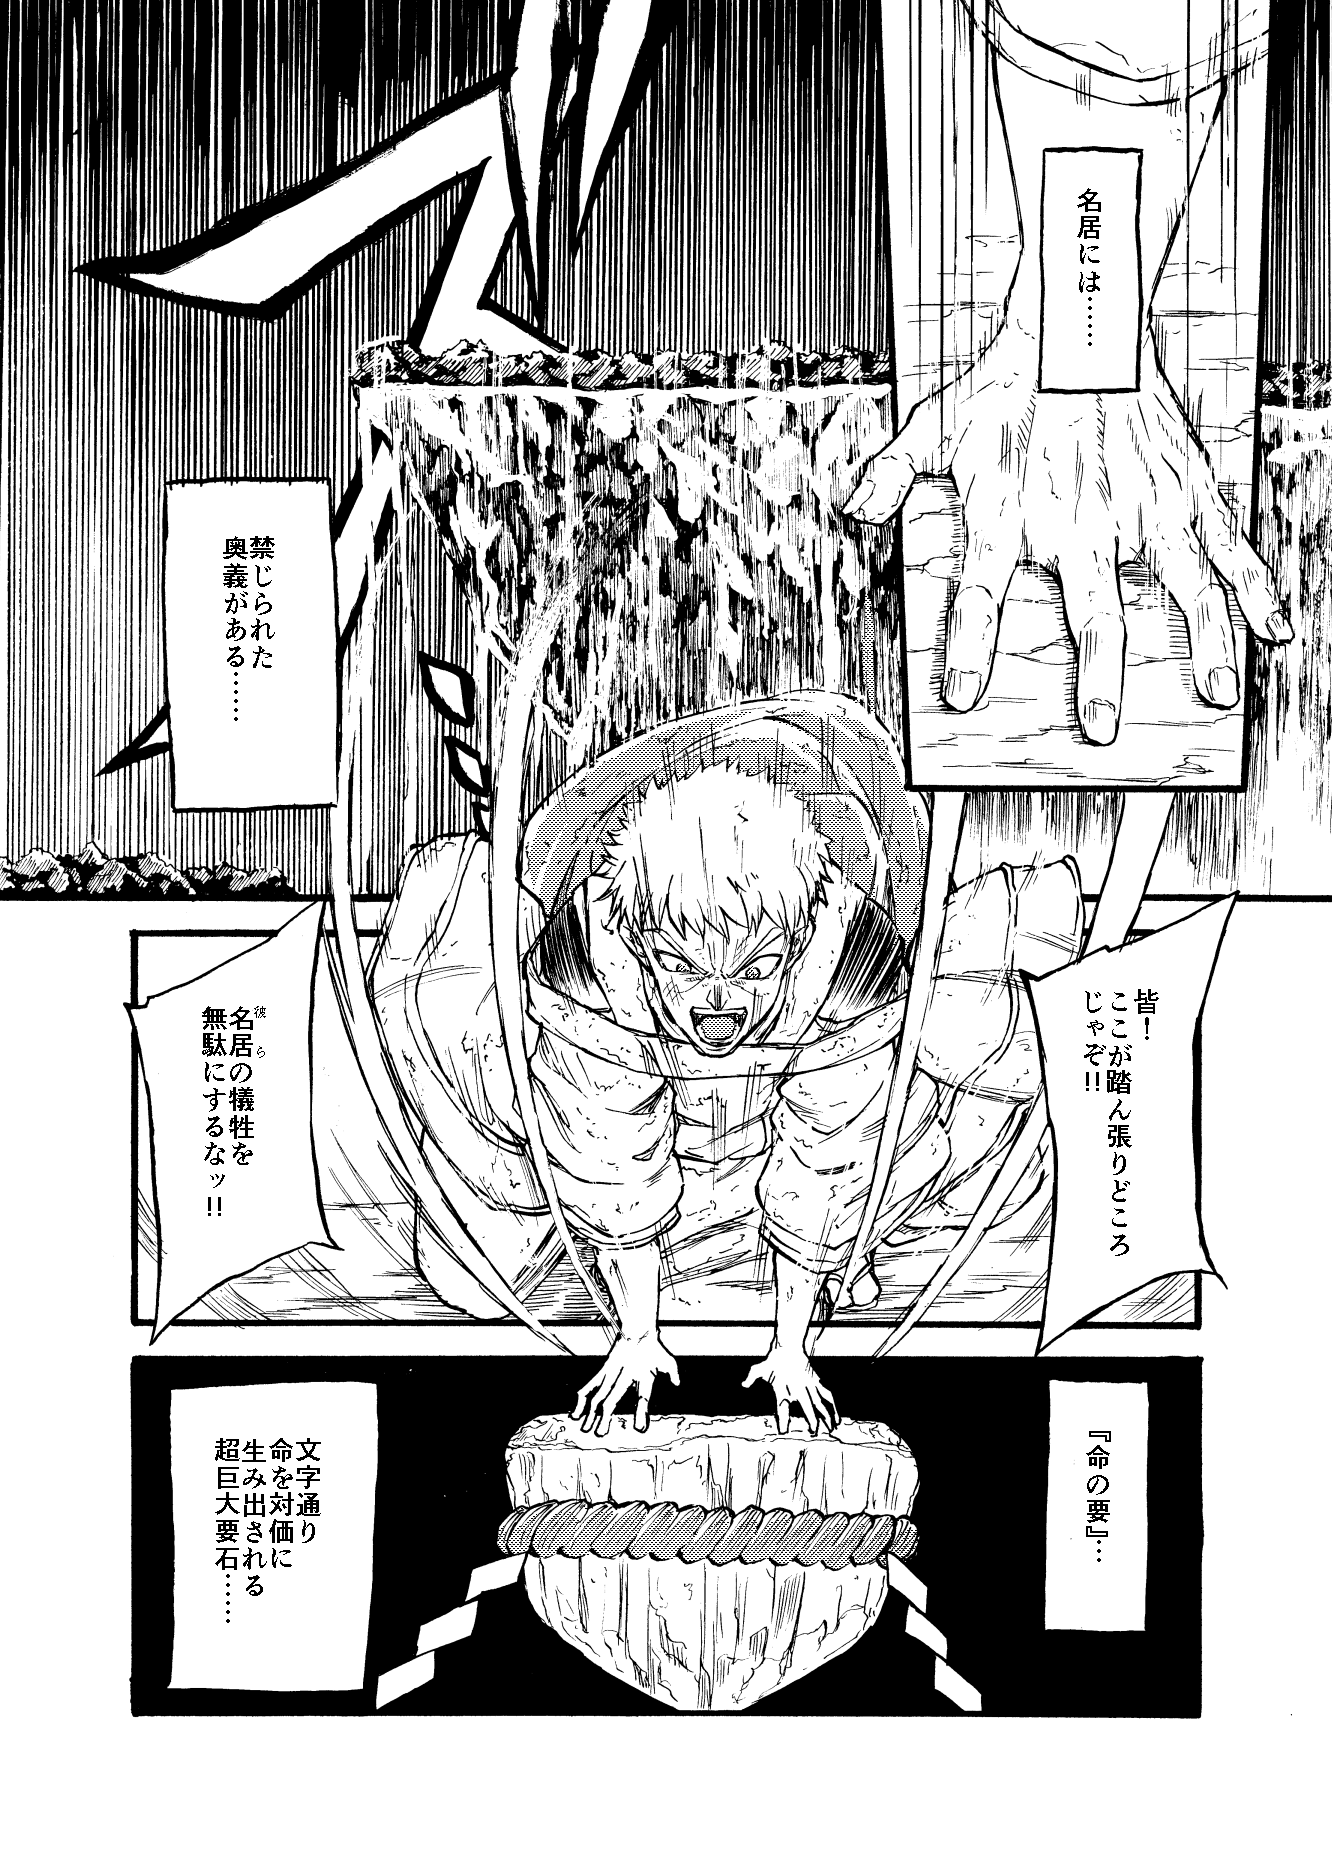 名居には……
禁じられた
奥義がある……
皆！
ここが踏ん張りどころ
じゃぞ!!
名居の犠牲を
彼ら
無駄にするなッ!!
『命の要』…
文字通り
命を対価に
生み出される
超巨大要石……